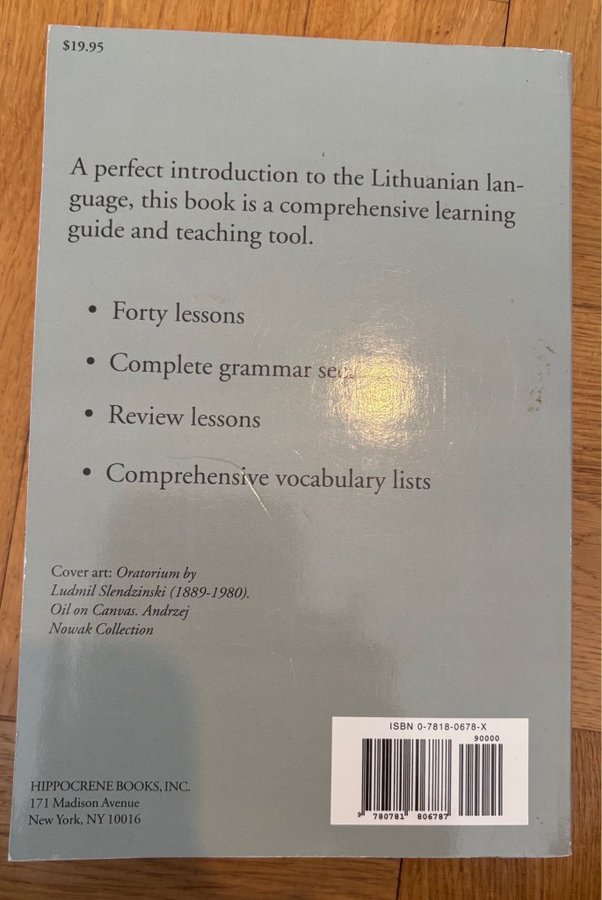 $19.95
A perfect introduction to the Lithuanian lan-
guage, this book is a comprehensive learning
guide and teaching tool.
• Forty lessons
• Complete grammar
• Review lessons
• Comprehensive vocabulary lists
Cover art: Oratorium by
Ludmil Slendzinski (1889-1980).
Oil on Canvas. Andrzej
Nowak Collection
HIPPOCRENE BOOKS, INC.
171 Madison Avenue
New York, NY 10016
ISBN 0-7818-0678-X
90000
9 780781 806787